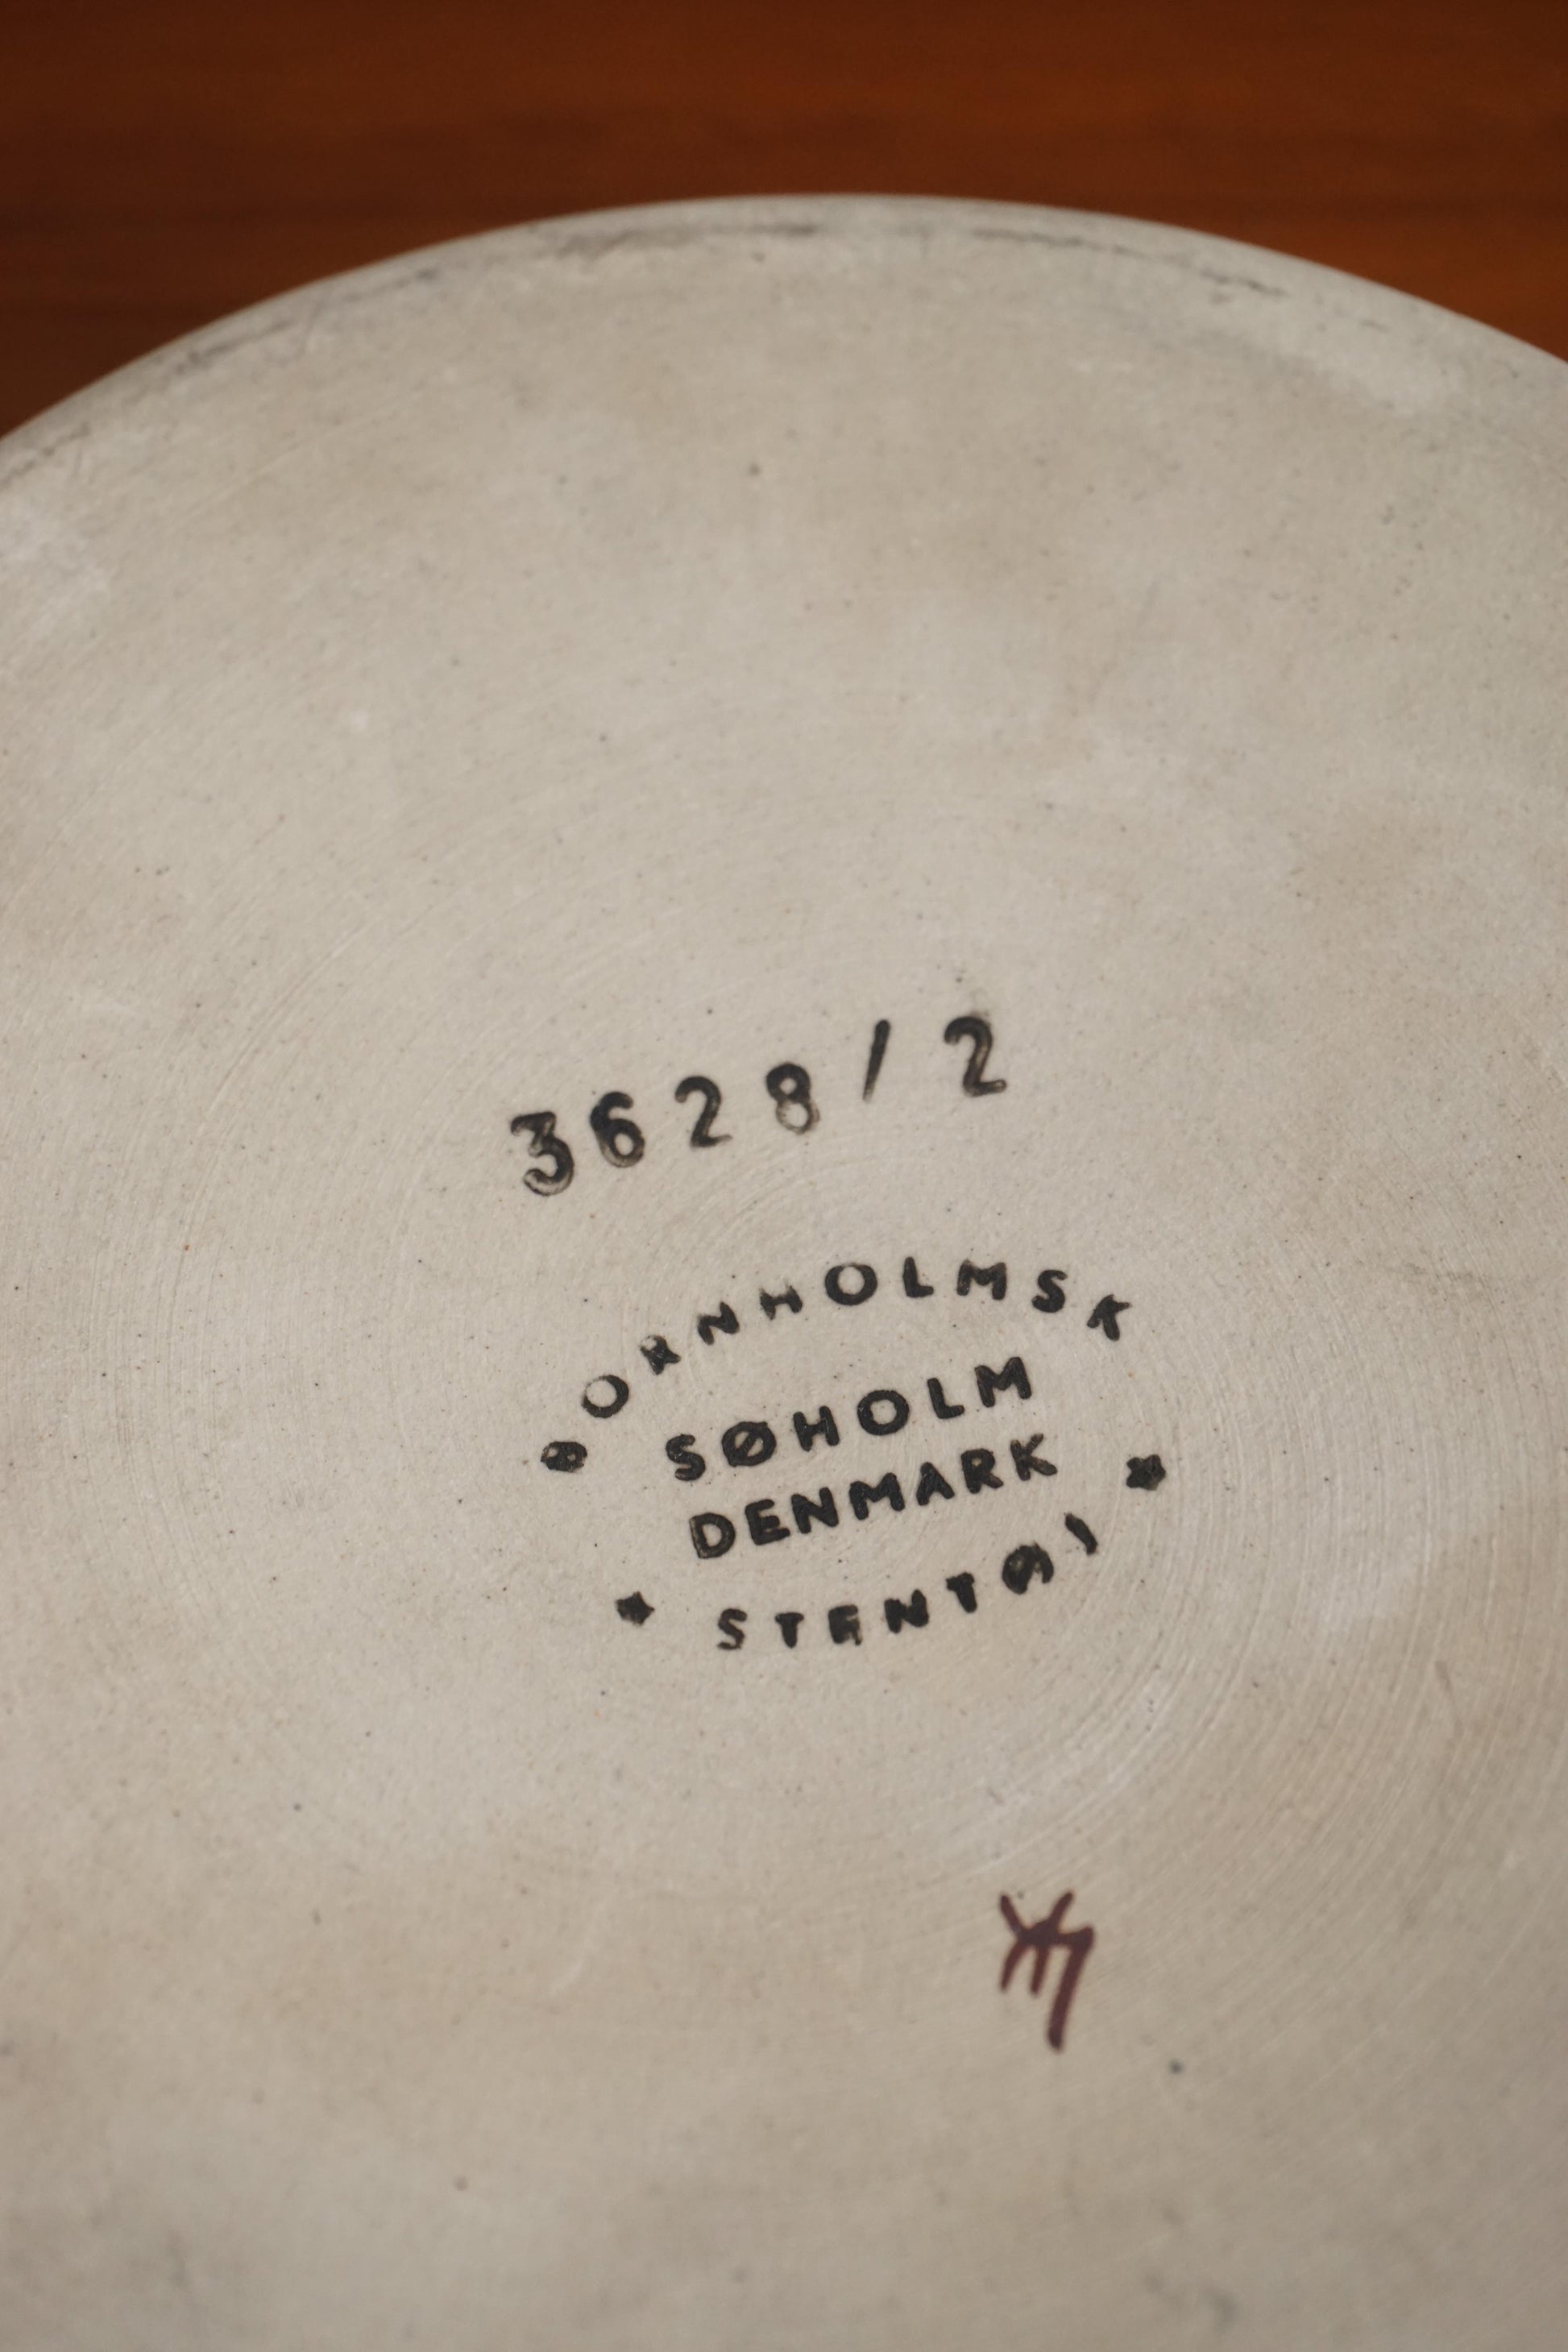 3628/2
BORNHOLMSK
SØHOLM
DENMARK
* STENTØJ *